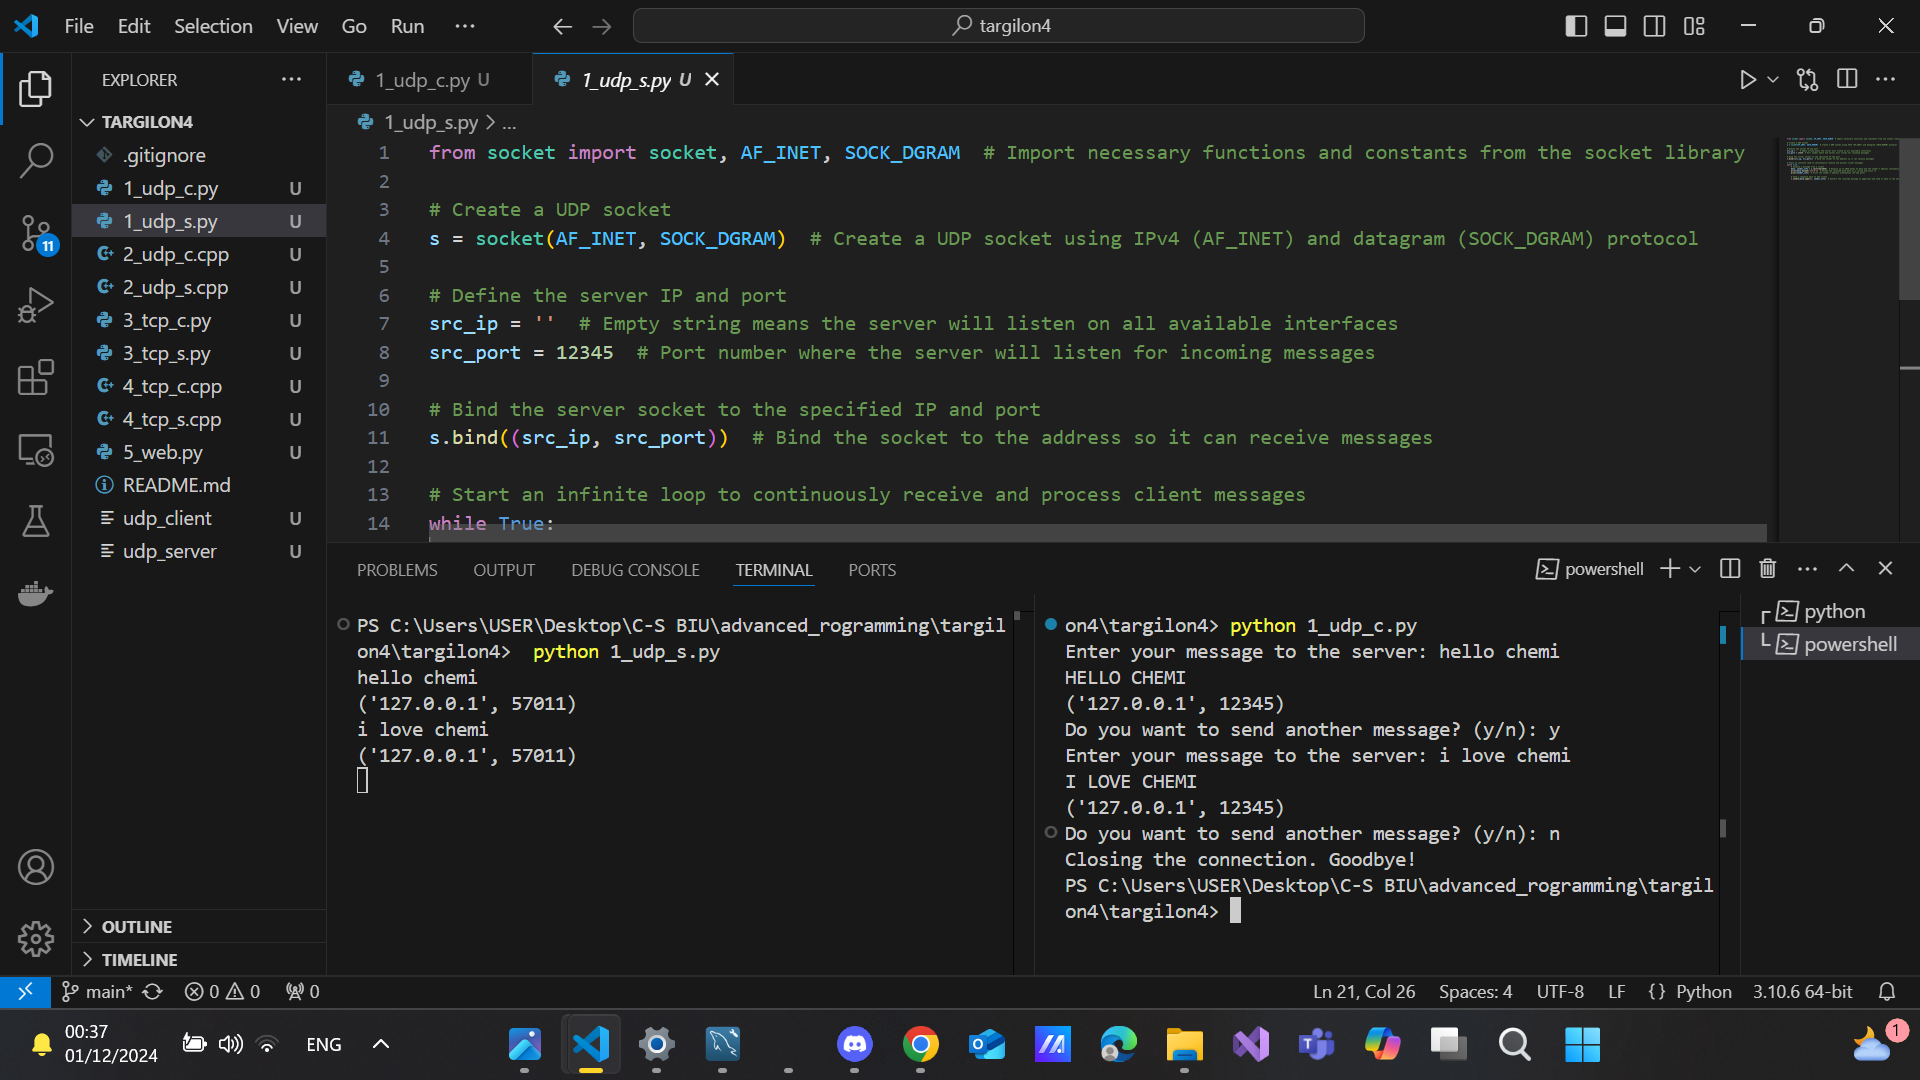 File Edit Selection View Go Run ···
targilon4
EXPLORER
TARGILON4
.gitignore
1_udp_c.py U
1_udp_s.py U
2_udp_c.cpp U
2_udp_s.cpp U
3_tcp_c.py U
3_tcp_s.py U
4_tcp_c.cpp U
4_tcp_s.cpp U
5_web.py U
README.md
udp_client U
udp_server U
OUTLINE
TIMELINE
11
1_udp_c.py U
1_udp_s.py U
1_udp_s.py > ...
1 from socket import socket, AF_INET, SOCK_DGRAM  # Import necessary functions and constants from the socket library
2
3 # Create a UDP socket
4 s = socket(AF_INET, SOCK_DGRAM)  # Create a UDP socket using IPv4 (AF_INET) and datagram (SOCK_DGRAM) protocol
5
6 # Define the server IP and port
7 src_ip = ''  # Empty string means the server will listen on all available interfaces
8 src_port = 12345  # Port number where the server will listen for incoming messages
9
10 # Bind the server socket to the specified IP and port
11 s.bind((src_ip, src_port))  # Bind the socket to the address so it can receive messages
12
13 # Start an infinite loop to continuously receive and process client messages
14 while True:
PROBLEMS OUTPUT DEBUG CONSOLE TERMINAL PORTS
powershell
PS C:\Users\USER\Desktop\C-S BIU\advanced_rogramming\targil
on4\targilon4>  python 1_udp_s.py
hello chemi
('127.0.0.1', 57011)
i love chemi
('127.0.0.1', 57011)
on4\targilon4> python 1_udp_c.py
Enter your message to the server: hello chemi
HELLO CHEMI
('127.0.0.1', 12345)
Do you want to send another message? (y/n): y
Enter your message to the server: i love chemi
I LOVE CHEMI
('127.0.0.1', 12345)
Do you want to send another message? (y/n): n
Closing the connection. Goodbye!
PS C:\Users\USER\Desktop\C-S BIU\advanced_rogramming\targil
on4\targilon4>
python
powershell
main* 0 0 0
Ln 21, Col 26 Spaces: 4 UTF-8 LF {} Python 3.10.6 64-bit
00:37
01/12/2024
ENG
1